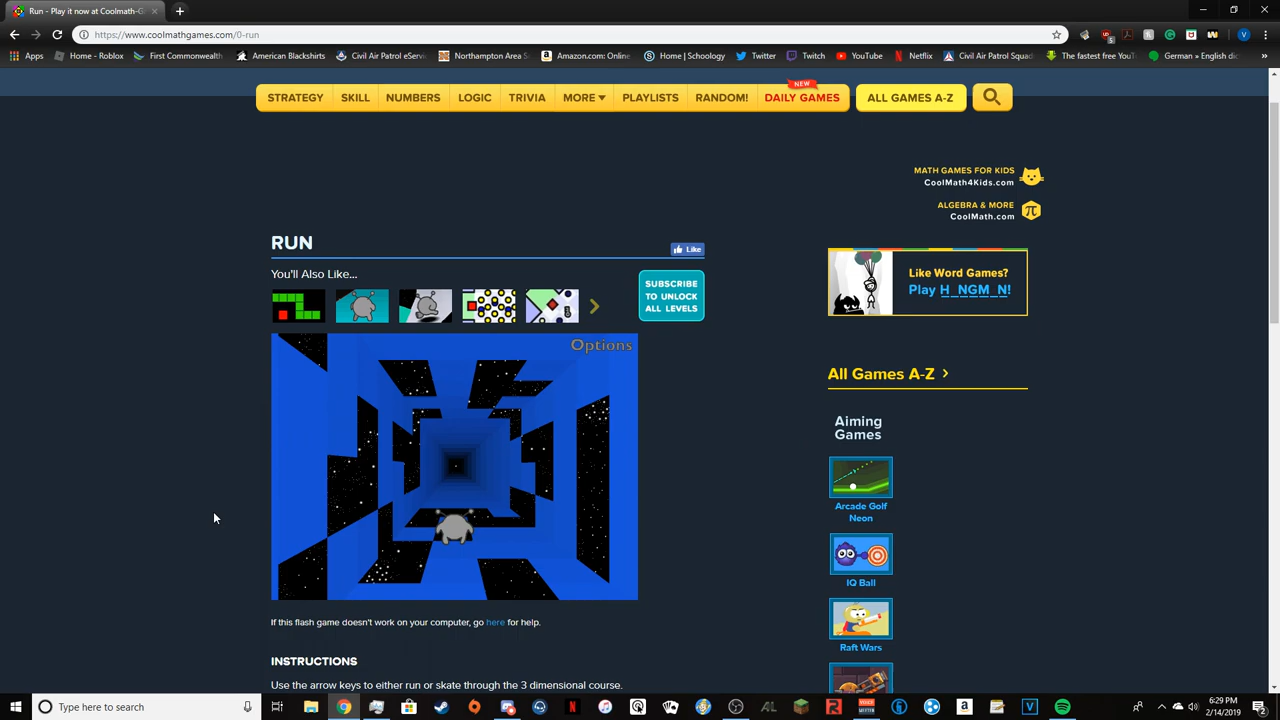 Run - Play it now at Coolmath-G
https://www.coolmathgames.com/0-run
Apps
Home - Roblox
First Commonwealth
American Blackshirts
Civil Air Patrol eServ
Northampton Area S
Amazon.com: Online
Home | Schoology
Twitter
Twitch
YouTube
Netflix
Civil Air Patrol Squad
The fastest free You
German » English dic
NEW
STRATEGY
SKILL
NUMBERS
LOGIC
TRIVIA
MORE
PLAYLISTS
RANDOM!
DAILY GAMES
ALL GAMES A-Z
MATH GAMES FOR KIDS
CoolMath4Kids.com
ALGEBRA & MORE
CoolMath.com
RUN
Like
You'll Also Like...
SUBSCRIBE
TO UNLOCK
ALL LEVELS
Like Word Games?
Play H_NGM_N!
Options
All Games A-Z
Aiming
Games
Arcade Golf
Neon
IQ Ball
Raft Wars
If this flash game doesn't work on your computer, go here for help.
INSTRUCTIONS
Use the arrow keys to either run or skate through the 3 dimensional course.
Type here to search
6:29 PM
2/14/2019